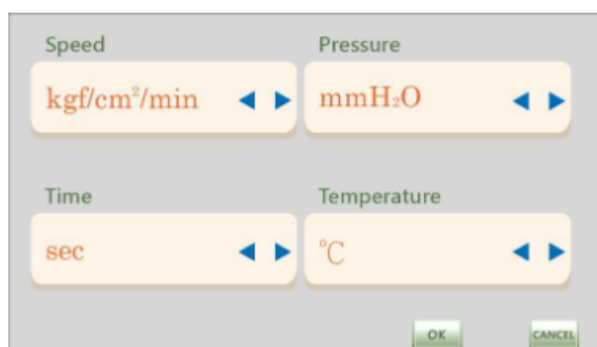 Speed
Pressure
kgf/cm²/min
mmH₂O
Time
Temperature
sec
℃
OK
CANCEL